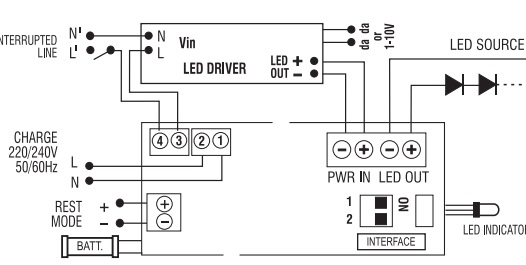 INTERRUPTED
LINE
N'
L'
N
L
Vin
LED DRIVER
LED +
OUT −
da da
or
1-10V
LED SOURCE
4 3 2 1
CHARGE
220/240V
50/60Hz
L
N
− + − +
PWR IN LED OUT
REST
MODE
+
−
+
−
BATT.
1
2
ON
INTERFACE
LED INDICATOR